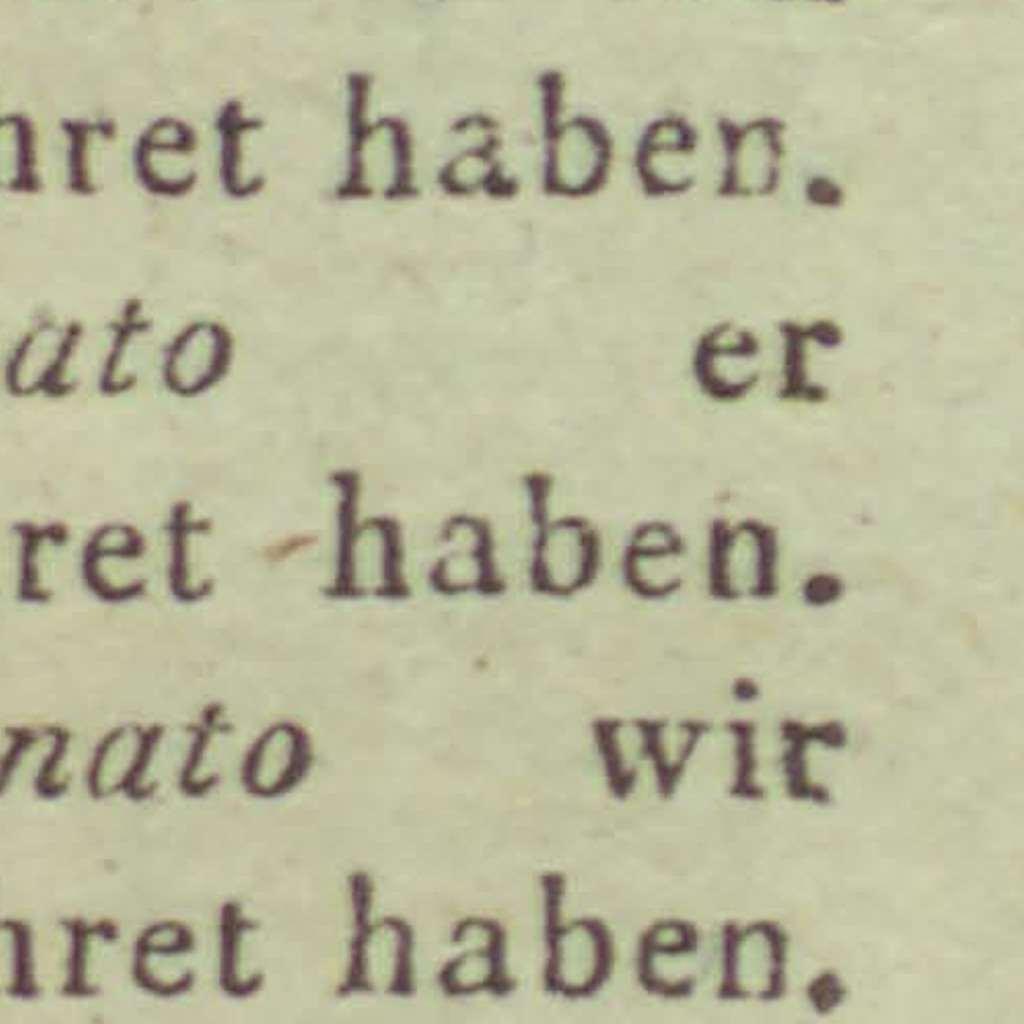 hret haben.
ato er
ret haben.
nato wir
hret haben.